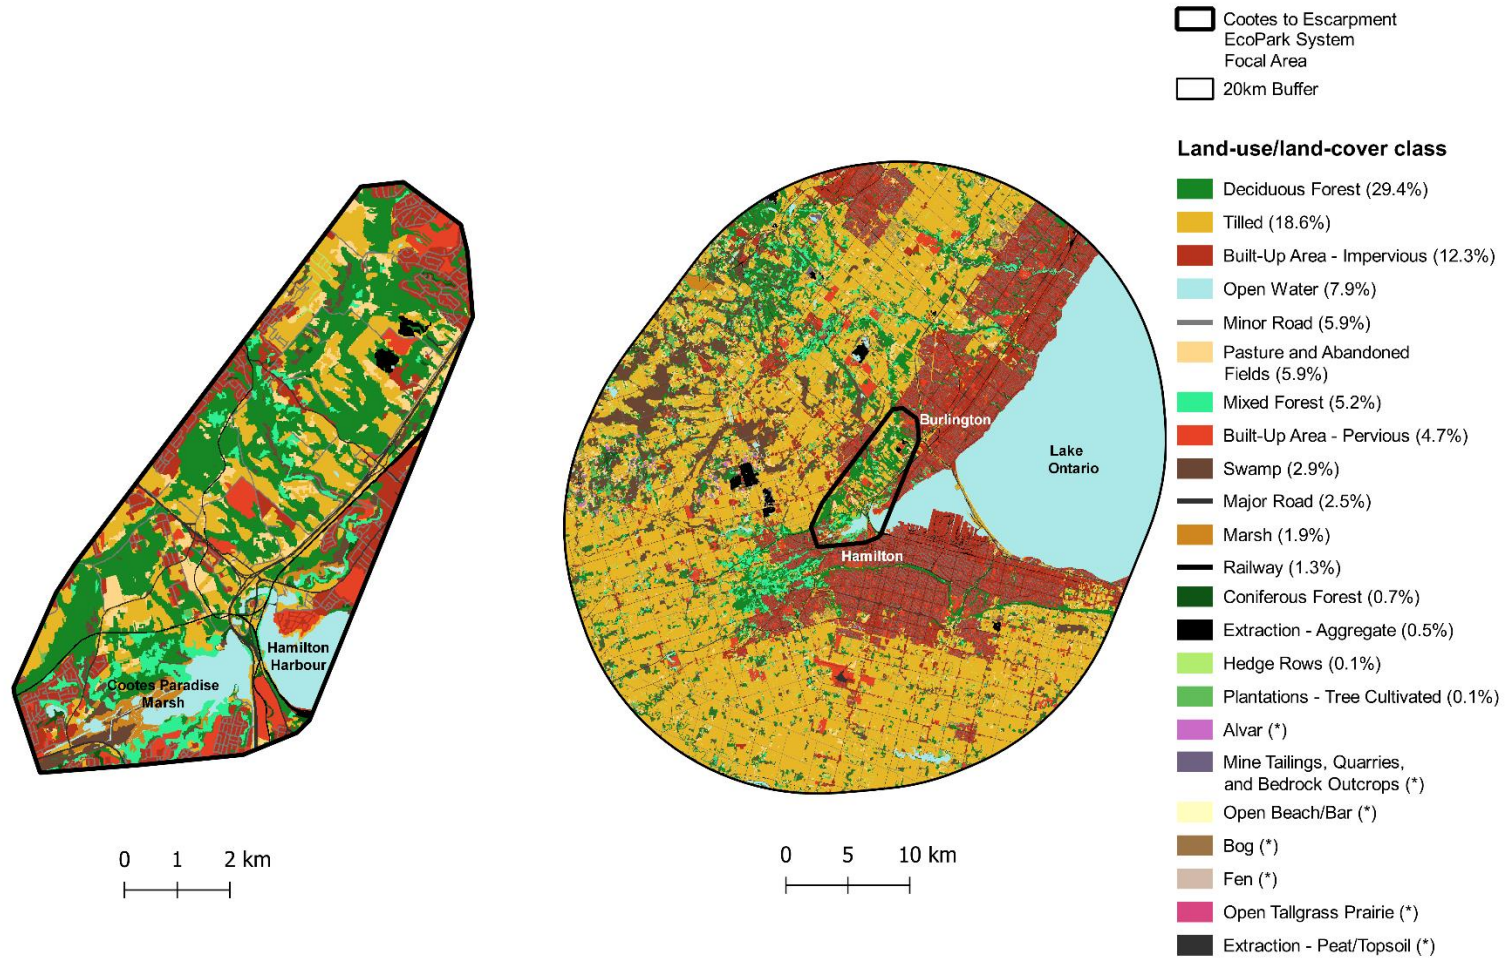 Cootes to Escarpment
EcoPark System
Focal Area
20km Buffer
Land-use/land-cover class
Deciduous Forest (29.4%)
Tilled (18.6%)
Built-Up Area - Impervious (12.3%)
Open Water (7.9%)
Minor Road (5.9%)
Pasture and Abandoned
Fields (5.9%)
Mixed Forest (5.2%)
Built-Up Area - Pervious (4.7%)
Swamp (2.9%)
Major Road (2.5%)
Marsh (1.9%)
Railway (1.3%)
Coniferous Forest (0.7%)
Extraction - Aggregate (0.5%)
Hedge Rows (0.1%)
Plantations - Tree Cultivated (0.1%)
Alvar (*)
Mine Tailings, Quarries,
and Bedrock Outcrops (*)
Open Beach/Bar (*)
Bog (*)
Fen (*)
Open Tallgrass Prairie (*)
Extraction - Peat/Topsoil (*)
Hamilton
Harbour
Cootes Paradise
Marsh
0 1 2 km
Burlington
Lake
Ontario
Hamilton
0 5 10 km